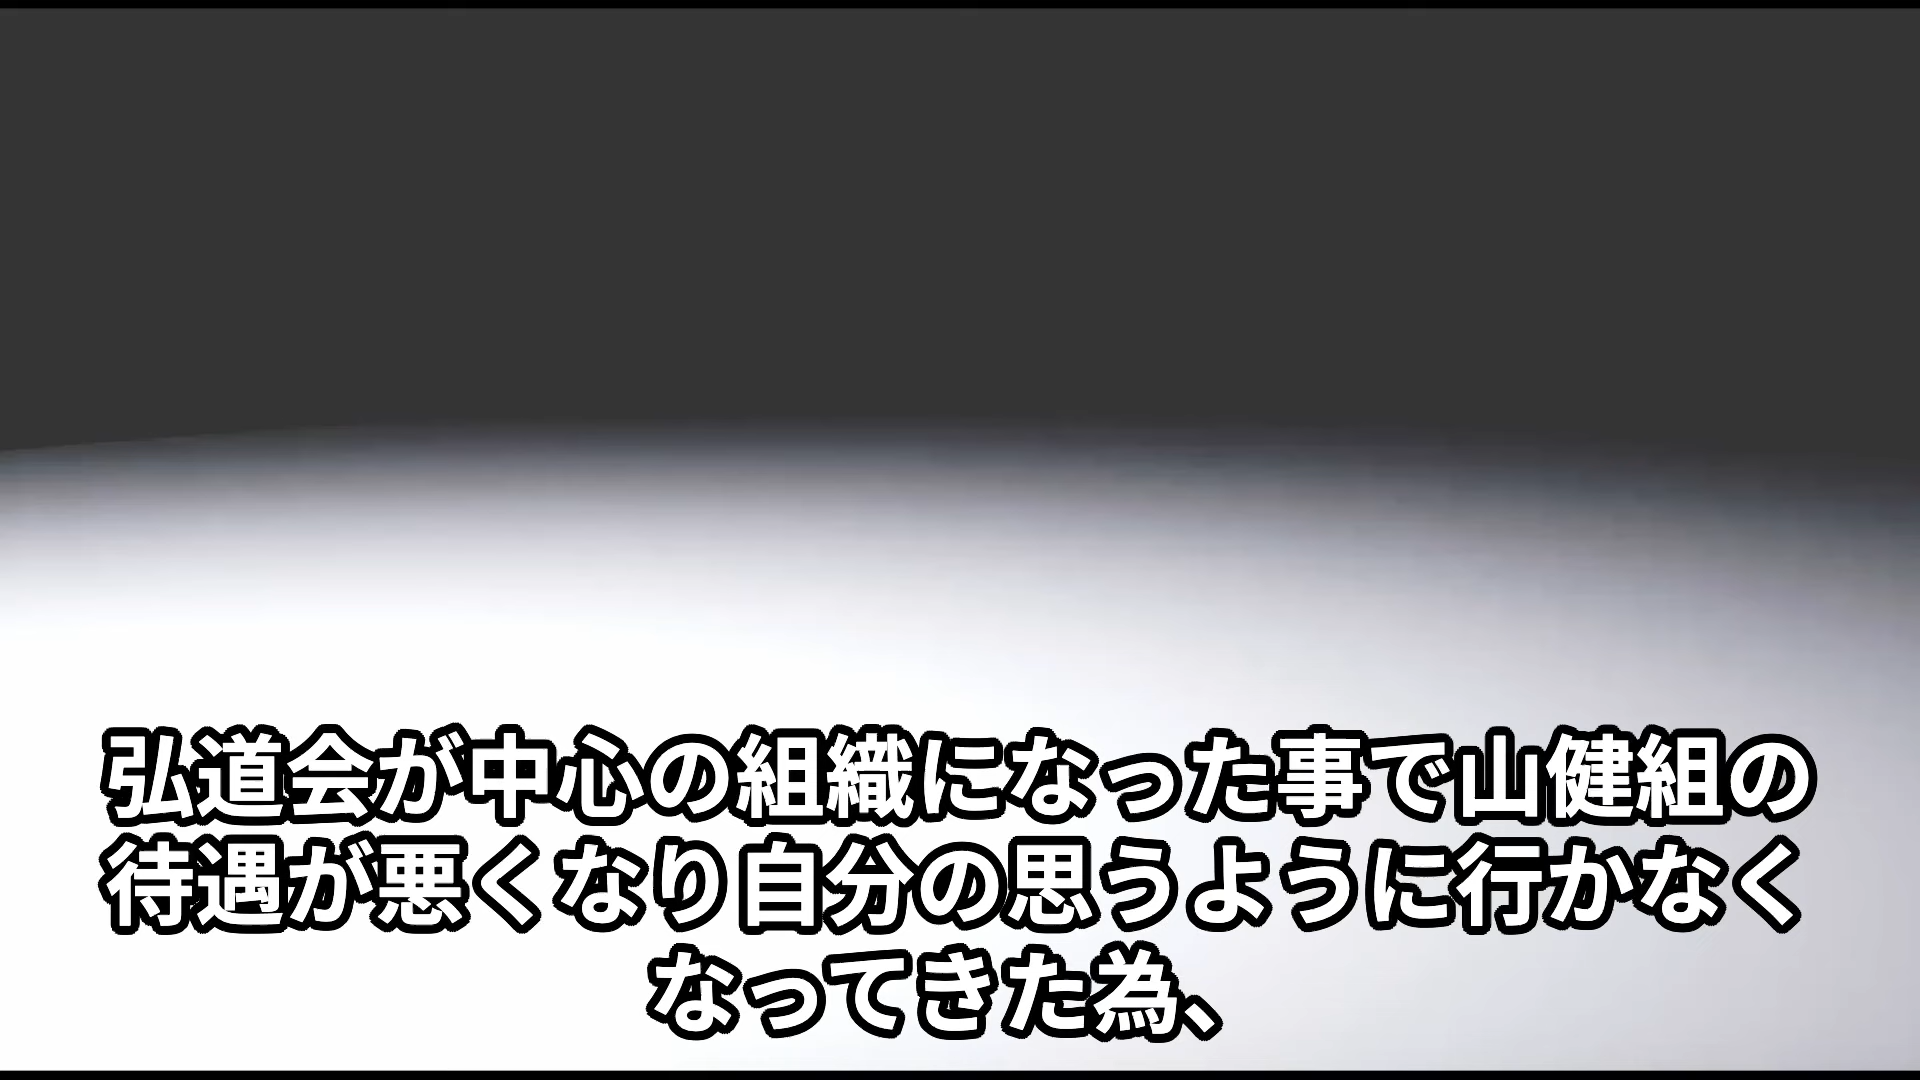 弘道会が中心の組織になった事で山健組の
待遇が悪くなり自分の思うように行かなく
なってきた為、